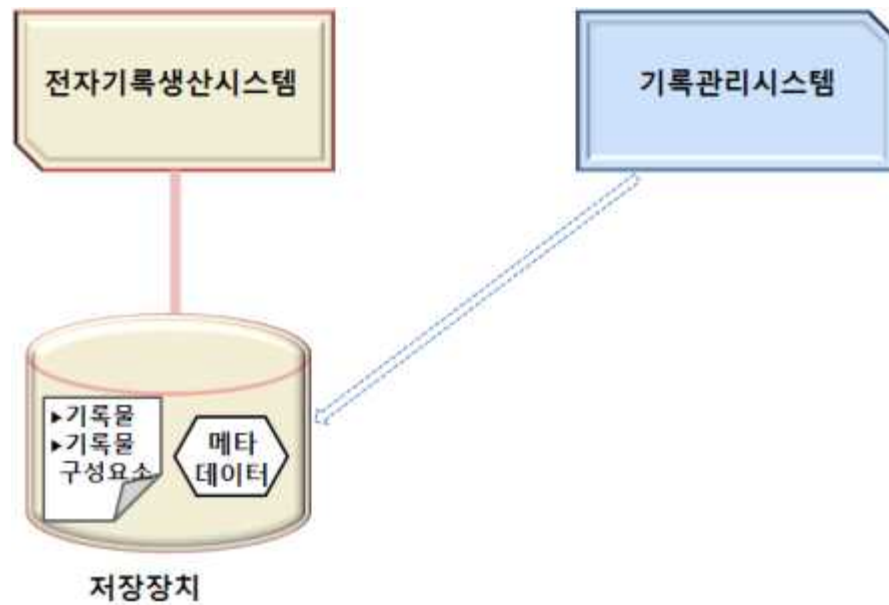 전자기록생산시스템
기록관리시스템
▶기록물
▶기록물
구성요소
메타
데이터
저장장치